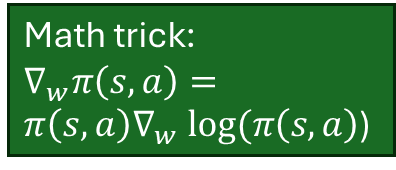 Math trick:
∇_w π(s, a) =
π(s, a)∇_w log(π(s, a))